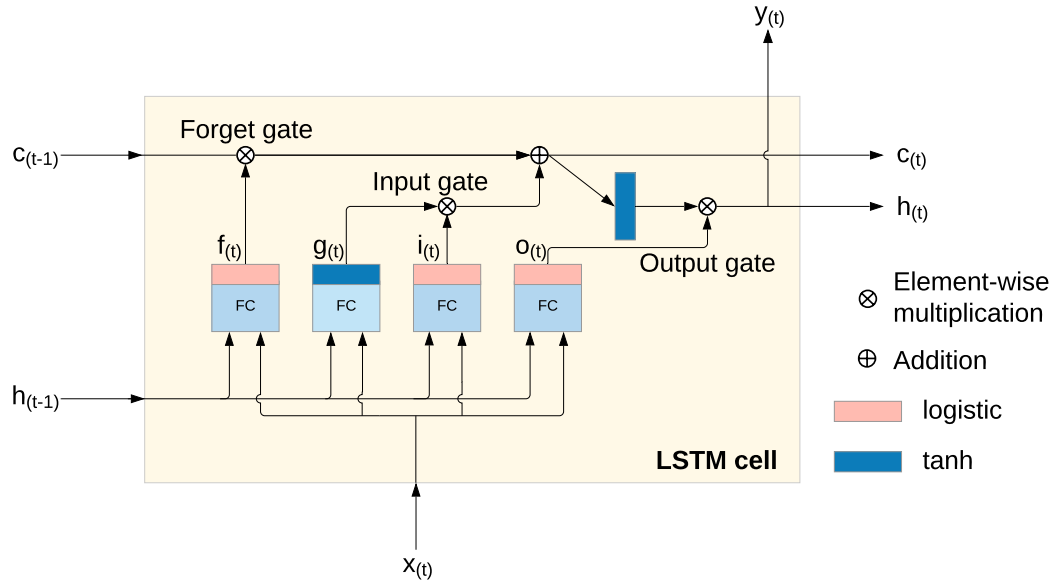 y(t)
Forget gate
c(t-1)
c(t)
Input gate
h(t)
f(t)
g(t)
i(t)
o(t)
Output gate
FC
FC
FC
FC
Element-wise
multiplication
Addition
h(t-1)
logistic
LSTM cell
tanh
x(t)